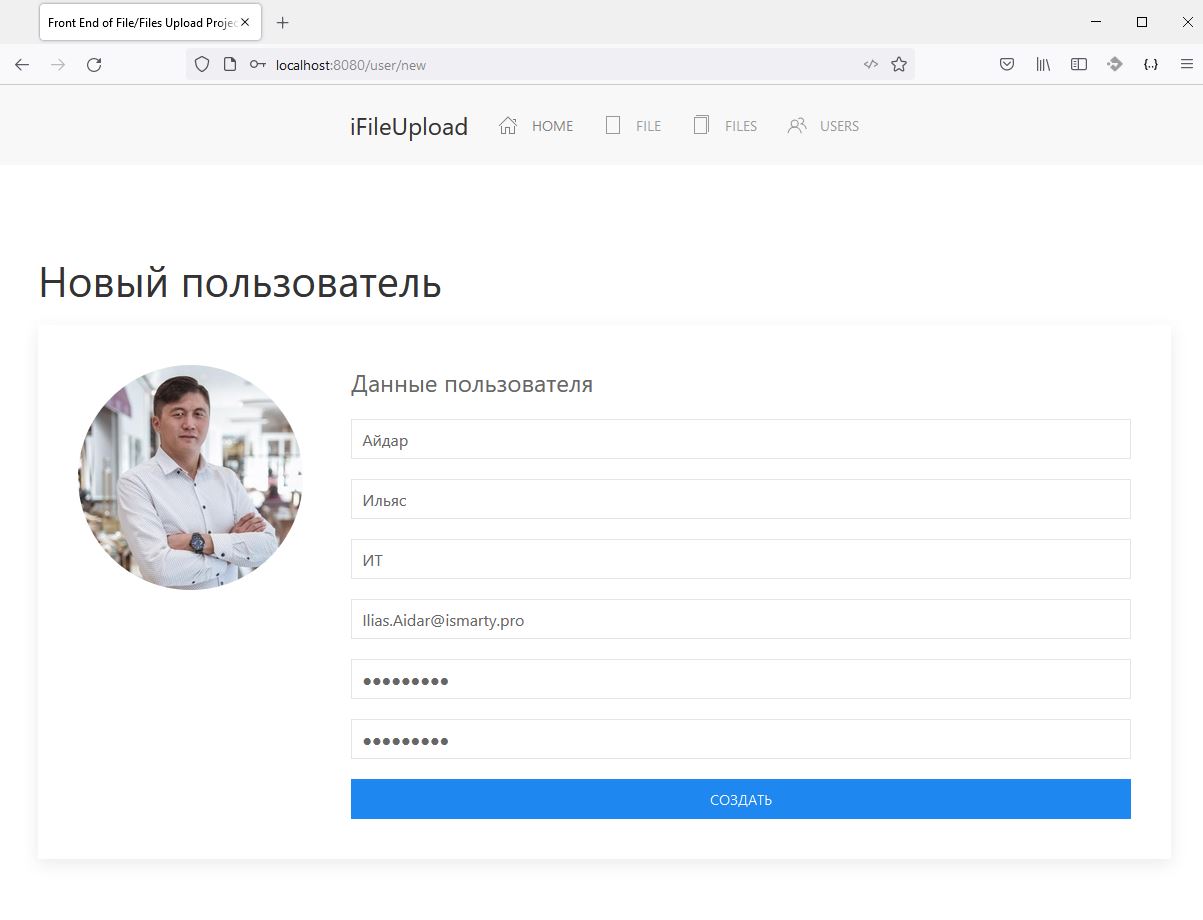 Front End of File/Files Upload Projec
localhost:8080/user/new
iFileUpload HOME FILE FILES USERS
Новый пользователь
Данные пользователя
Айдар
Ильяс
ИТ
Ilias.Aidar@ismarty.pro
●●●●●●●●●
●●●●●●●●●
СОЗДАТЬ